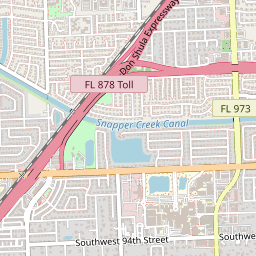 Don Shula Expressway
FL 878 Toll
FL 973
Snapper Creek Canal
Southwest 94th Street
Southwe